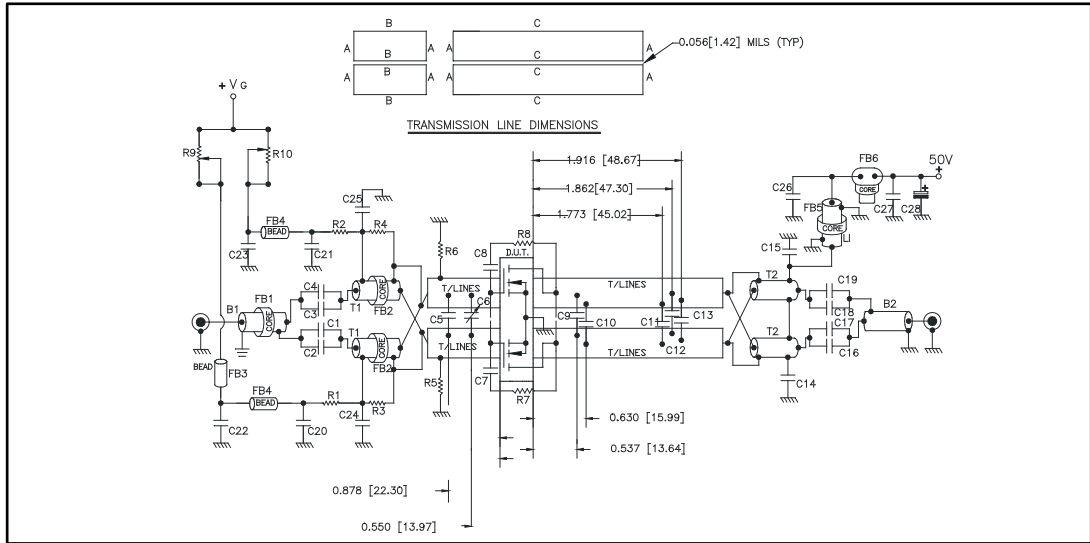 B
C
A
B
A
A
C
A
0.056[1.42] MILS (TYP)
A
B
A
A
C
A
B
C
TRANSMISSION LINE DIMENSIONS
+ VG
R9
R10
1.916 [48.67]
1.862[47.30]
1.773 [45.02]
FB6
50V
CORE
C26
C27
C28
+
FB5
CORE
L1
C15
C25
FB4
BEAD
R2
R4
C23
C21
R6
R8
D.U.T.
C8
C4
C3
T1
CORE
FB2
T/LINES
T/LINES
T2
C19
C18
B1
FB1
CORE
C1
C2
T1
CORE
FB2
C5
C6
C9
C10
C11
C12
C13
T/LINES
T/LINES
T2
C17
C16
B2
BEAD
FB3
FB4
BEAD
R1
R3
R5
C7
R7
C14
C22
C20
C24
0.630 [15.99]
0.537 [13.64]
0.878 [22.30]
0.550 [13.97]